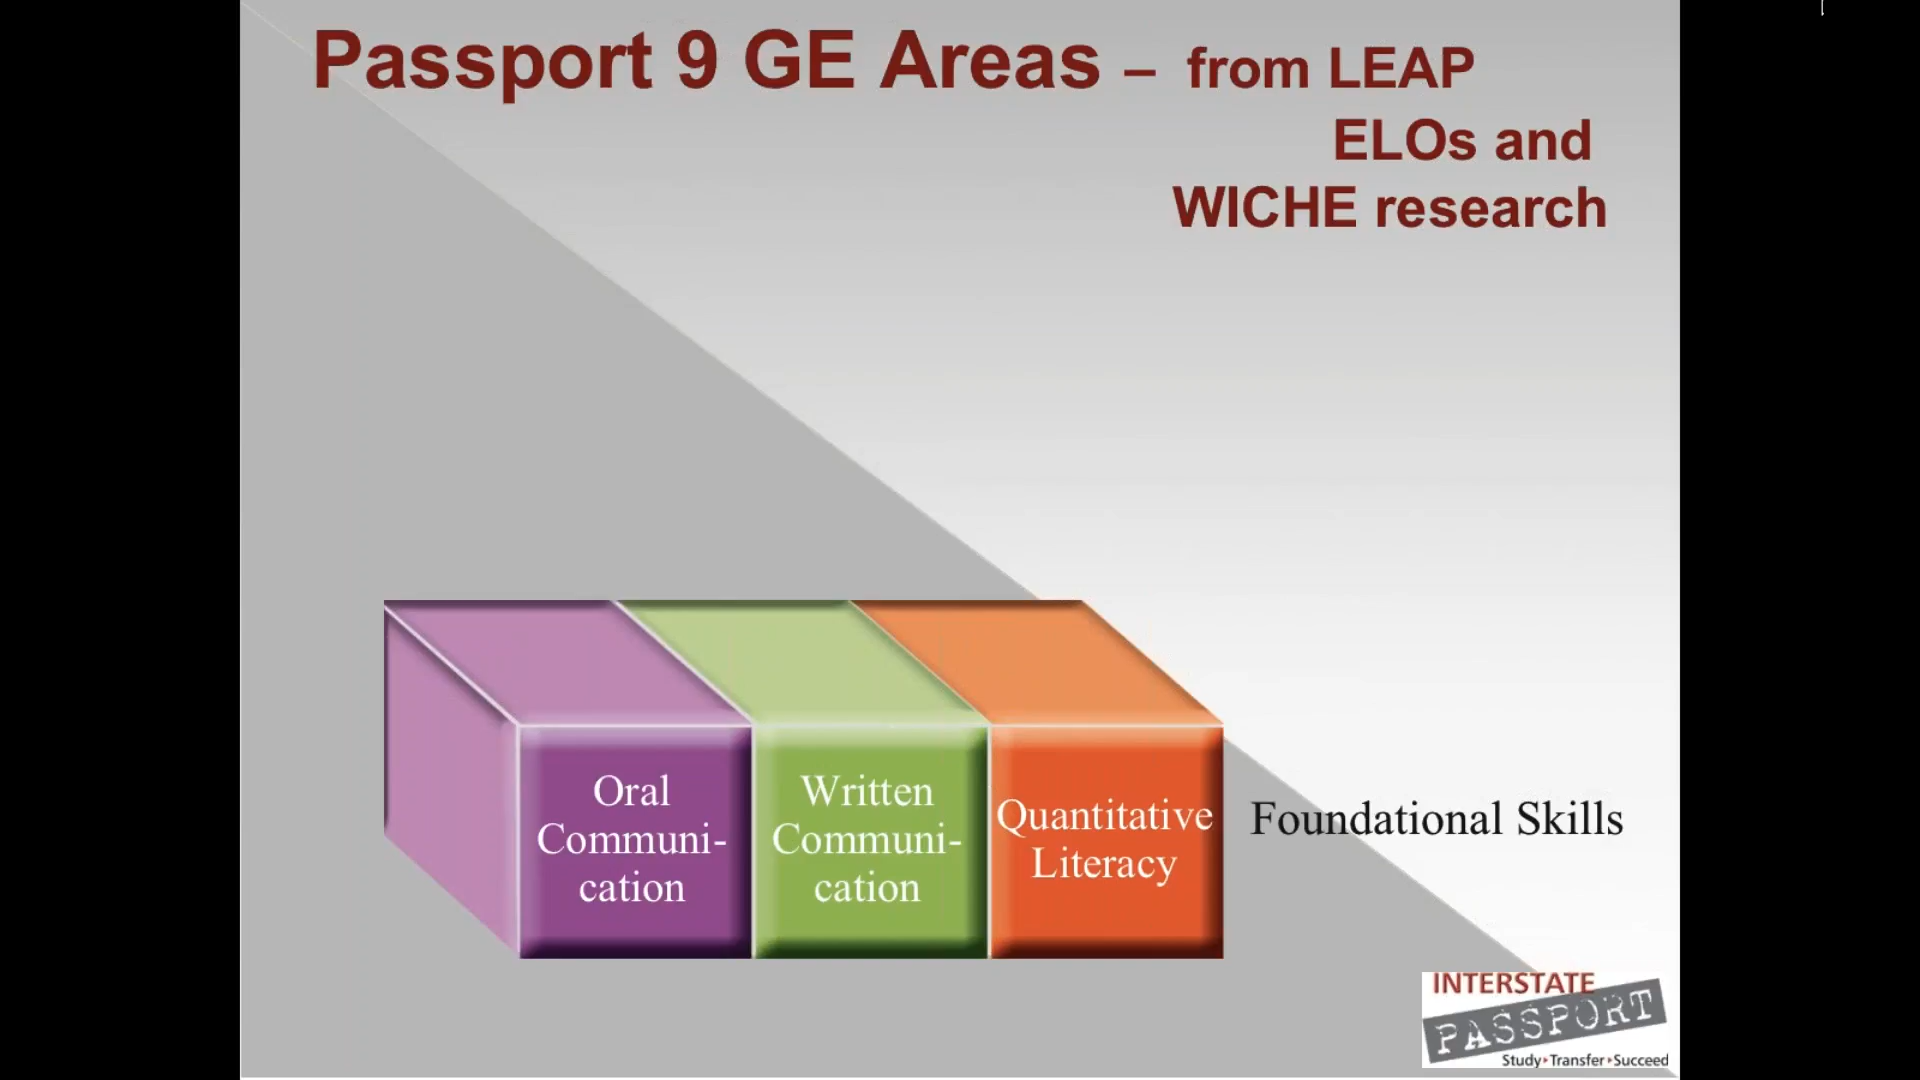 Passport 9 GE Areas – from LEAP
ELOs and
WICHE research
Oral
Communi-
cation
Written
Communi-
cation
Quantitative
Literacy
Foundational Skills
INTERSTATE
PASSPORT
Study▸Transfer▸Succeed